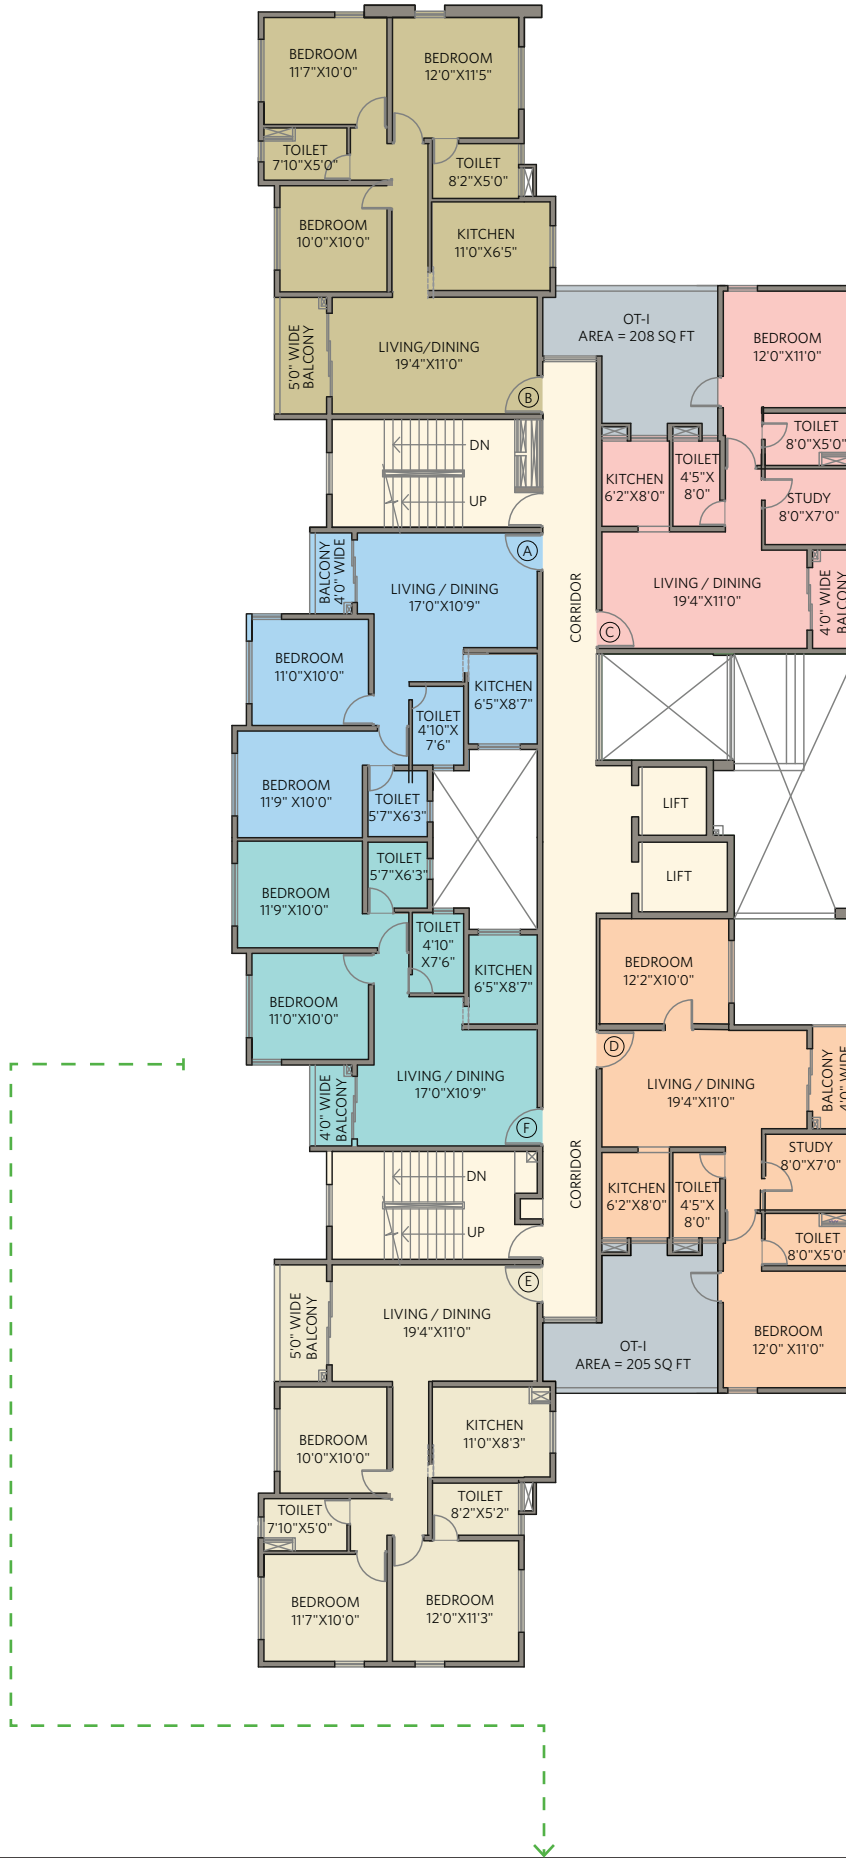 BEDROOM
11'7"X10'0"
BEDROOM
12'0"X11'5"
TOILET
7'10"X5'0"
TOILET
8'2"X5'0"
BEDROOM
10'0"X10'0"
KITCHEN
11'0"X6'5"
5'0" WIDE
BALCONY
LIVING/DINING
19'4"X11'0"
B
OT-I
AREA = 208 SQ FT
BEDROOM
12'0"X11'0"
TOILET
8'0"X5'0"
KITCHEN
6'2"X8'0"
TOILET
4'5"X
8'0"
STUDY
8'0"X7'0"
DN
UP
A
BALCONY
4'0" WIDE
LIVING / DINING
17'0"X10'9"
CORRIDOR
LIVING / DINING
19'4"X11'0"
4'0" WIDE
BALCONY
C
BEDROOM
11'0"X10'0"
KITCHEN
6'5"X8'7"
TOILET
4'10"X
7'6"
BEDROOM
11'9" X10'0"
TOILET
5'7"X6'3"
LIFT
LIFT
TOILET
5'7"X6'3"
BEDROOM
11'9"X10'0"
TOILET
4'10"
X7'6"
KITCHEN
6'5"X8'7"
BEDROOM
11'0"X10'0"
BEDROOM
12'2"X10'0"
D
LIVING / DINING
17'0"X10'9"
4'0" WIDE
BALCONY
F
LIVING / DINING
19'4"X11'0"
BALCONY
4'0" WIDE
CORRIDOR
STUDY
8'0"X7'0"
KITCHEN
6'2"X8'0"
TOILET
4'5"X
8'0"
TOILET
8'0"X5'0"
DN
UP
E
5'0" WIDE
BALCONY
LIVING / DINING
19'4"X11'0"
OT-I
AREA = 205 SQ FT
BEDROOM
12'0" X11'0"
BEDROOM
10'0"X10'0"
KITCHEN
11'0"X8'3"
TOILET
7'10"X5'0"
TOILET
8'2"X5'2"
BEDROOM
11'7"X10'0"
BEDROOM
12'0"X11'3"